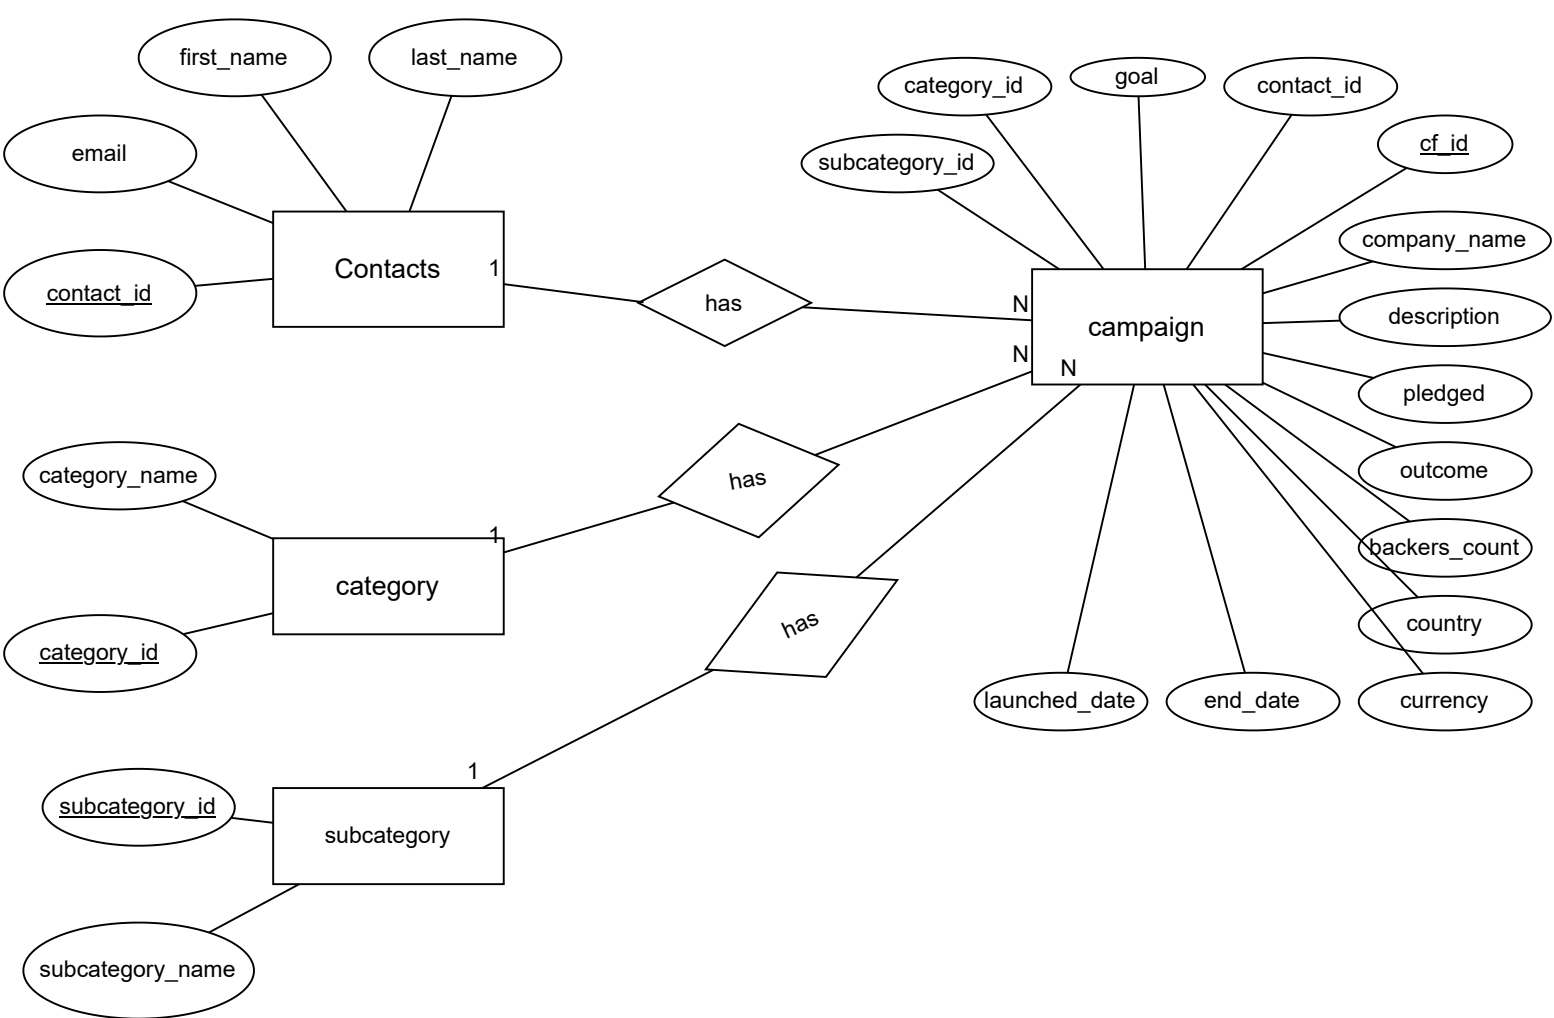 first_name
last_name
email
contact_id
Contacts
1
has
N
category_id
goal
contact_id
cf_id
subcategory_id
company_name
description
campaign
pledged
outcome
backers_count
country
currency
launched_date
end_date
N
N
has
1
category_name
category
category_id
has
1
subcategory_id
subcategory
subcategory_name